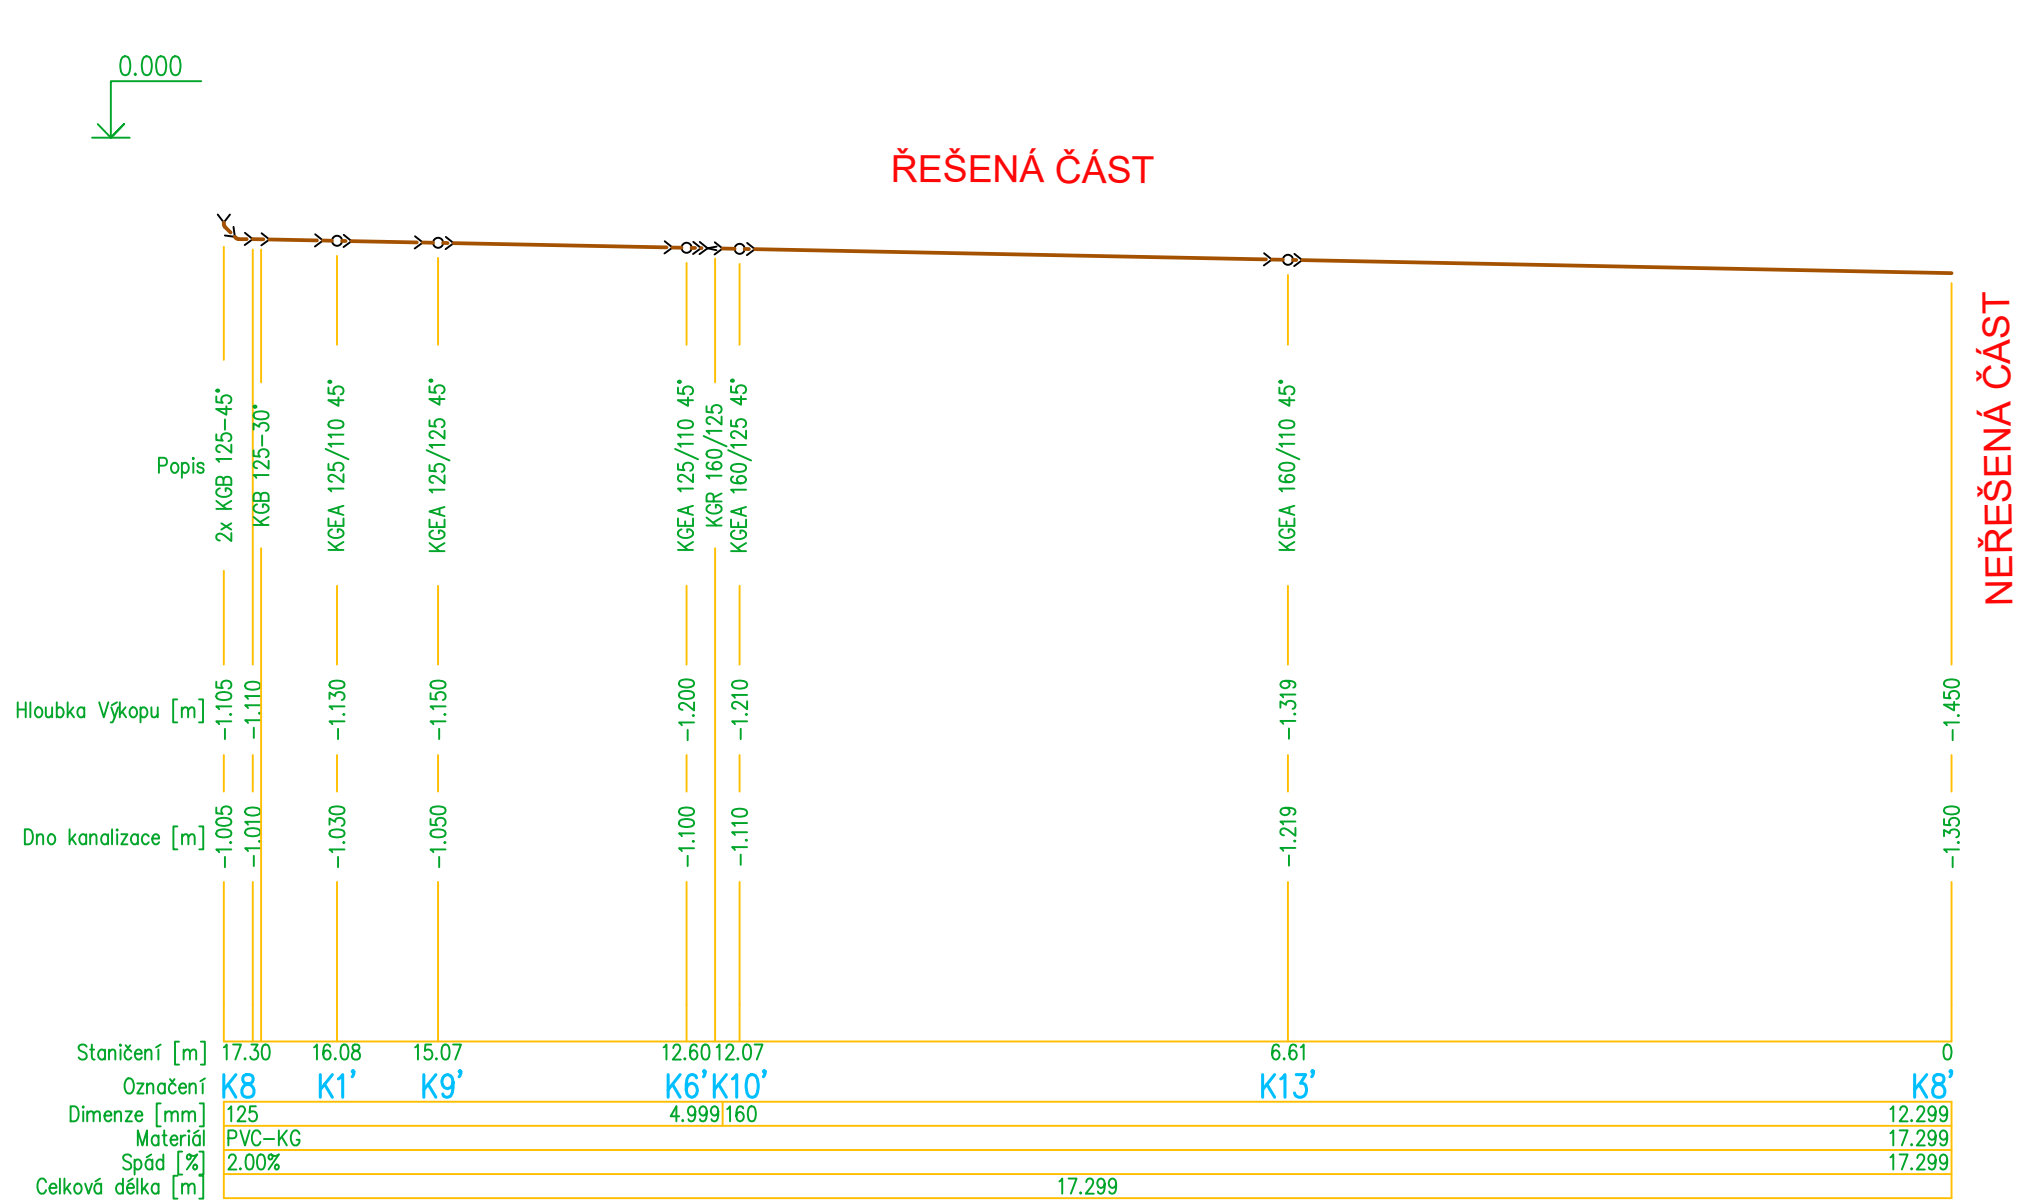 0.000
ŘEŠENÁ ČÁST
NEŘEŠENÁ ČÁST
Popis
2x KGB 125-45°
KGB 125-30°
KGEA 125/110 45°
KGEA 125/125 45°
KGEA 125/110 45°
KGR 160/125
KGEA 160/125 45°
KGEA 160/110 45°
Hloubka Výkopu [m] -1.105 -1.110 -1.130 -1.150 -1.200 -1.210 -1.319 -1.450
Dno kanalizace [m] -1.005 -1.010 -1.030 -1.050 -1.100 -1.110 -1.219 -1.350
Staničení [m] 17.30 16.08 15.07 12.60 12.07 6.61 0
Označení K8 K1' K9' K6' K10' K13' K8'
Dimenze [mm] 125 4.999 160 12.299
Materiál PVC-KG 17.299
Spád [%] 2.00% 17.299
Celková délka [m] 17.299